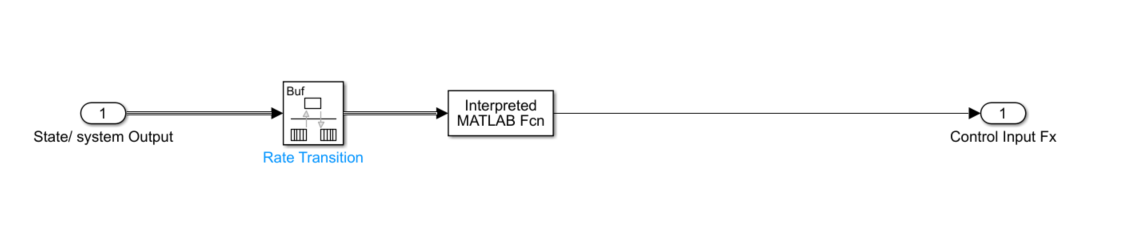 Buf
1
Interpreted
MATLAB Fcn
1
State/ system Output
Control Input Fx
Rate Transition